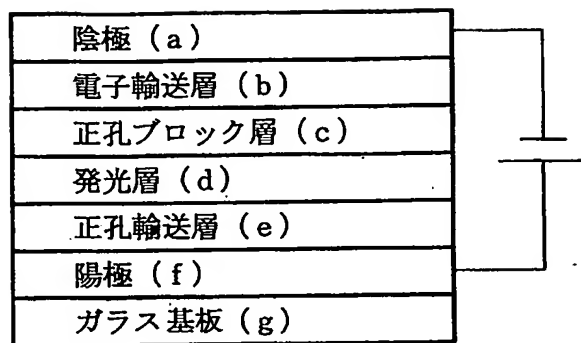 陰極(a)
電子輸送層(b)
正孔ブロック層(c)
発光層(d)
正孔輸送層(e)
陽極(f)
ガラス基板(g)